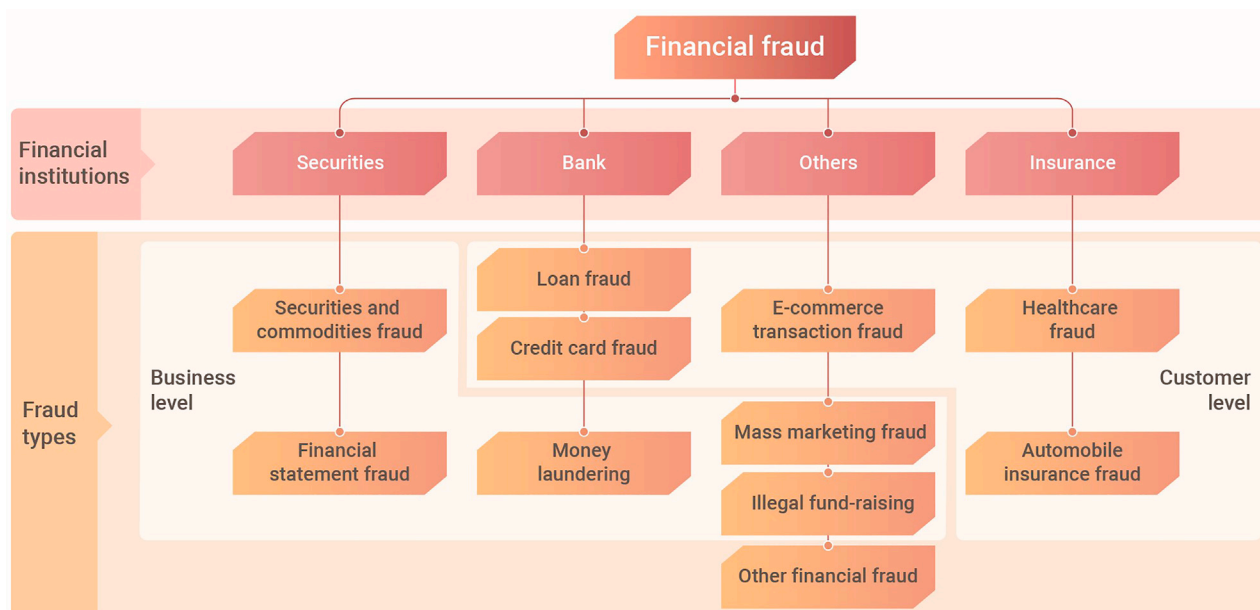 Financial fraud
Financial
institutions
Securities
Bank
Others
Insurance
Fraud
types
Business
level
Customer
level
Securities and
commodities fraud
Financial
statement fraud
Loan fraud
Credit card fraud
Money
laundering
E-commerce
transaction fraud
Mass marketing fraud
Illegal fund-raising
Other financial fraud
Healthcare
fraud
Automobile
insurance fraud